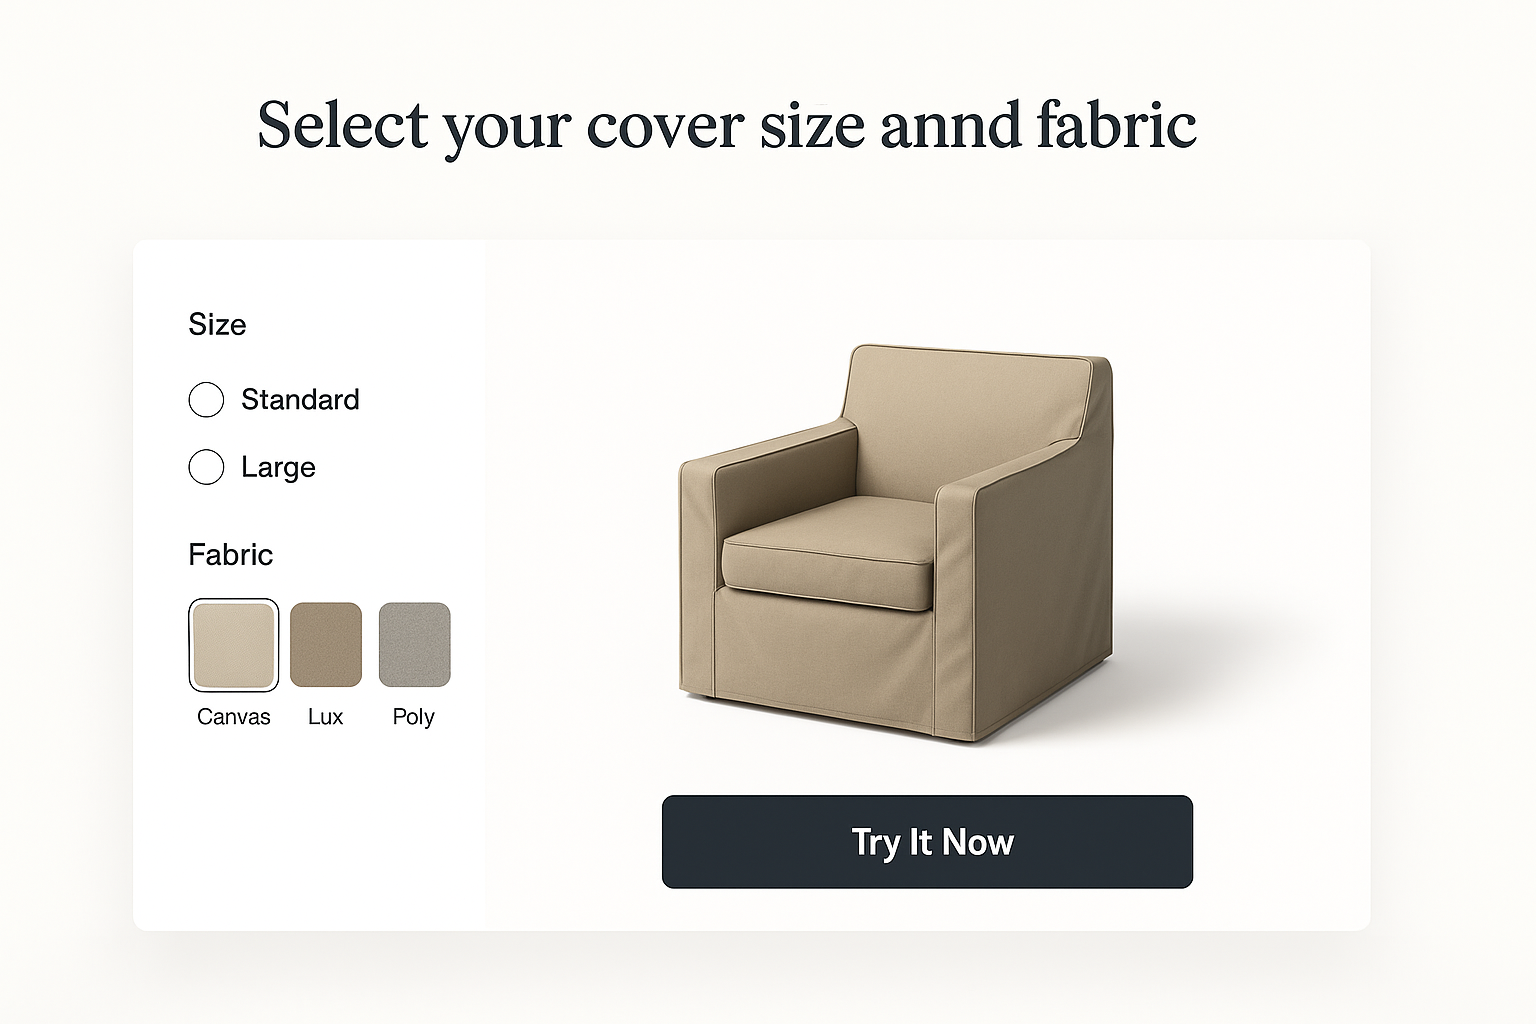 Select your cover size annd fabric
Size
Standard
Large
Fabric
Canvas Lux Poly
Try It Now